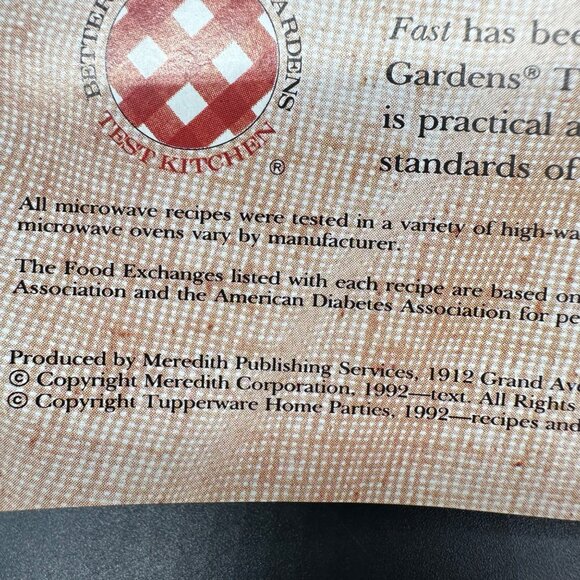 BETTER
GARDENS
TEST KITCHEN
®
Fast has bee
Gardens® T
is practical a
standards of
All microwave recipes were tested in a variety of high-wa
microwave ovens vary by manufacturer.
The Food Exchanges listed with each recipe are based on
Association and the American Diabetes Association for pe
Produced by Meredith Publishing Services, 1912 Grand Av
© Copyright Meredith Corporation, 1992—text. All Rights
© Copyright Tupperware Home Parties, 1992—recipes and